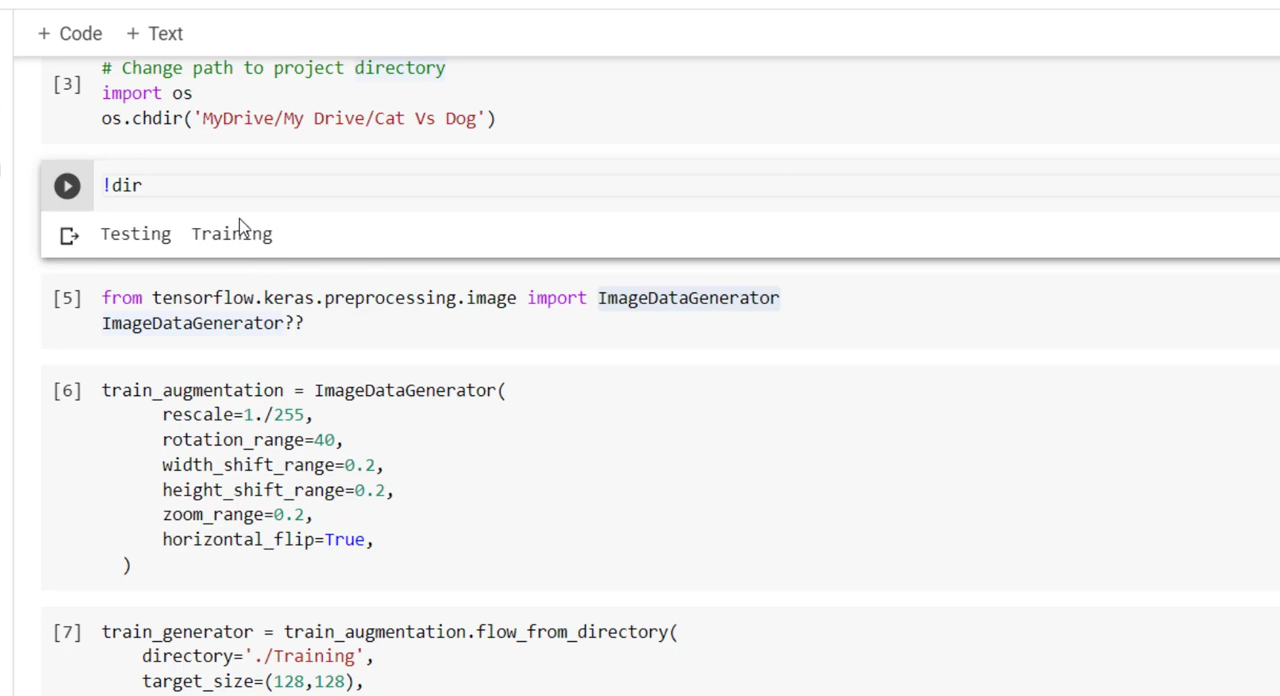 + Code + Text
# Change path to project directory
[3] import os
os.chdir('MyDrive/My Drive/Cat Vs Dog')
!dir
Testing Training
[5] from tensorflow.keras.preprocessing.image import ImageDataGenerator
ImageDataGenerator??
[6] train_augmentation = ImageDataGenerator(
rescale=1./255,
rotation_range=40,
width_shift_range=0.2,
height_shift_range=0.2,
zoom_range=0.2,
horizontal_flip=True,
)
[7] train_generator = train_augmentation.flow_from_directory(
directory='./Training',
target_size=(128,128),